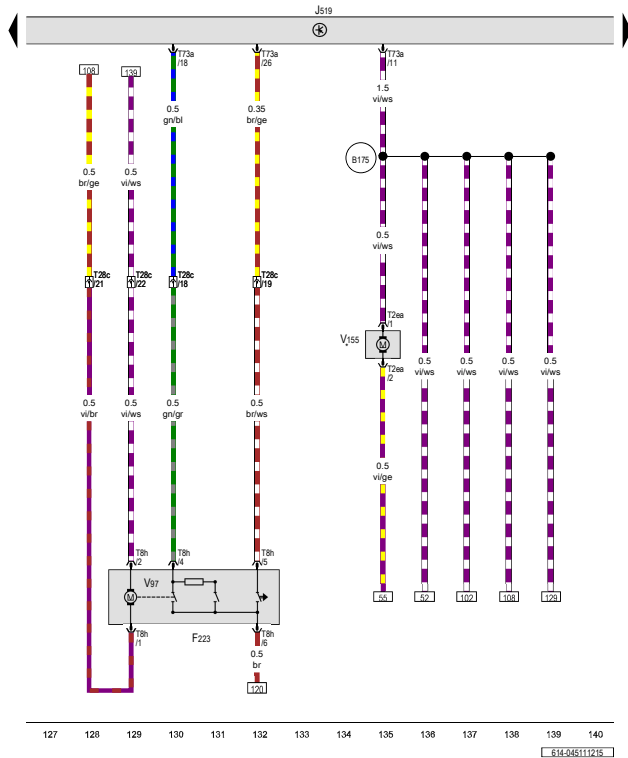 J519
T73a
/18
T73a
/26
T73a
/11
108
139
1.5
vi/ws
0.5
gn/bl
0.35
br/ge
B175
0.5
br/ge
0.5
vi/ws
0.5
vi/ws
T28c
/21
T28c
/22
T28c
/18
T28c
/19
T2ea
/1
V155
*
M
T2ea
/2
0.5
vi/ws
0.5
vi/ws
0.5
vi/ws
0.5
vi/ws
0.5
vi/br
0.5
vi/ws
0.5
gn/gr
0.5
br/ws
0.5
vi/ge
T8h
/2
T8h
/4
T8h
/5
V97
M
55
52
102
108
129
T8h
/1
F223
T8h
/6
0.5
br
120
127 128 129 130 131 132 133 134 135 136 137 138 139 140
614-045111215